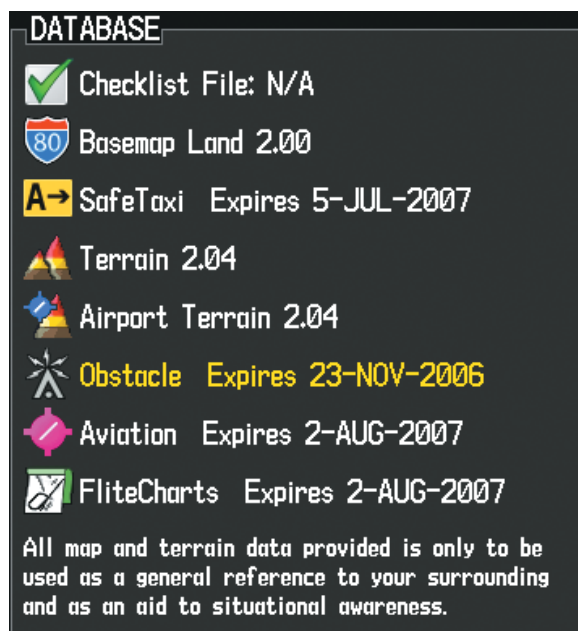 DATABASE
Checklist File: N/A
80 Basemap Land 2.00
A→ SafeTaxi Expires 5-JUL-2007
Terrain 2.04
Airport Terrain 2.04
Obstacle Expires 23-NOV-2006
Aviation Expires 2-AUG-2007
FliteCharts Expires 2-AUG-2007
All map and terrain data provided is only to be
used as a general reference to your surrounding
and as an aid to situational awareness.